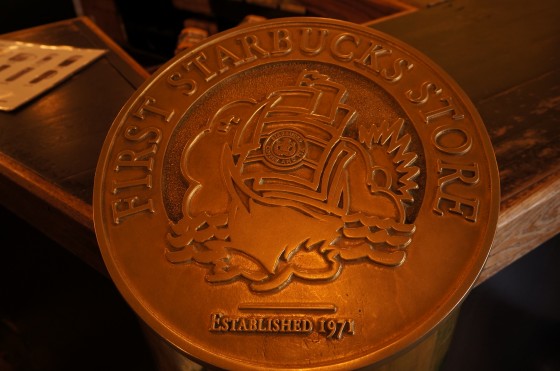 FIRST STARBUCKS STORE
ESTABLISHED 1971